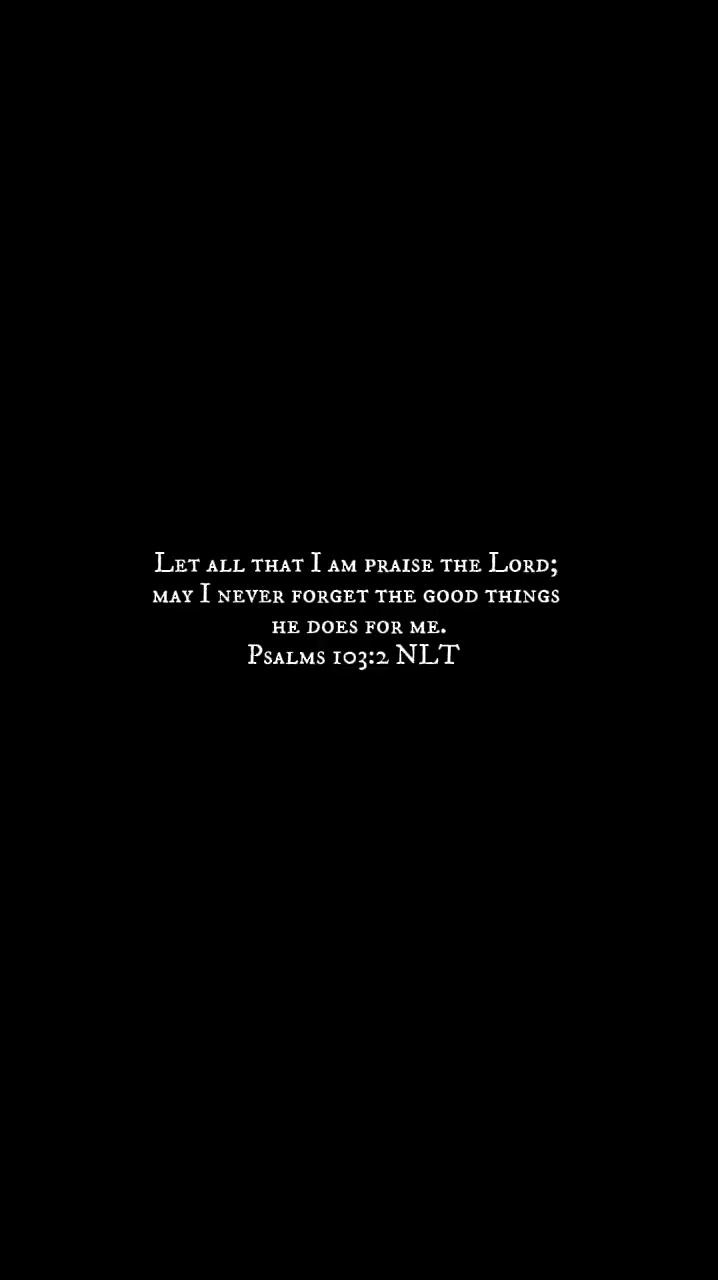 Let all that I am praise the Lord;
may I never forget the good things
he does for me.
Psalms 103:2 NLT